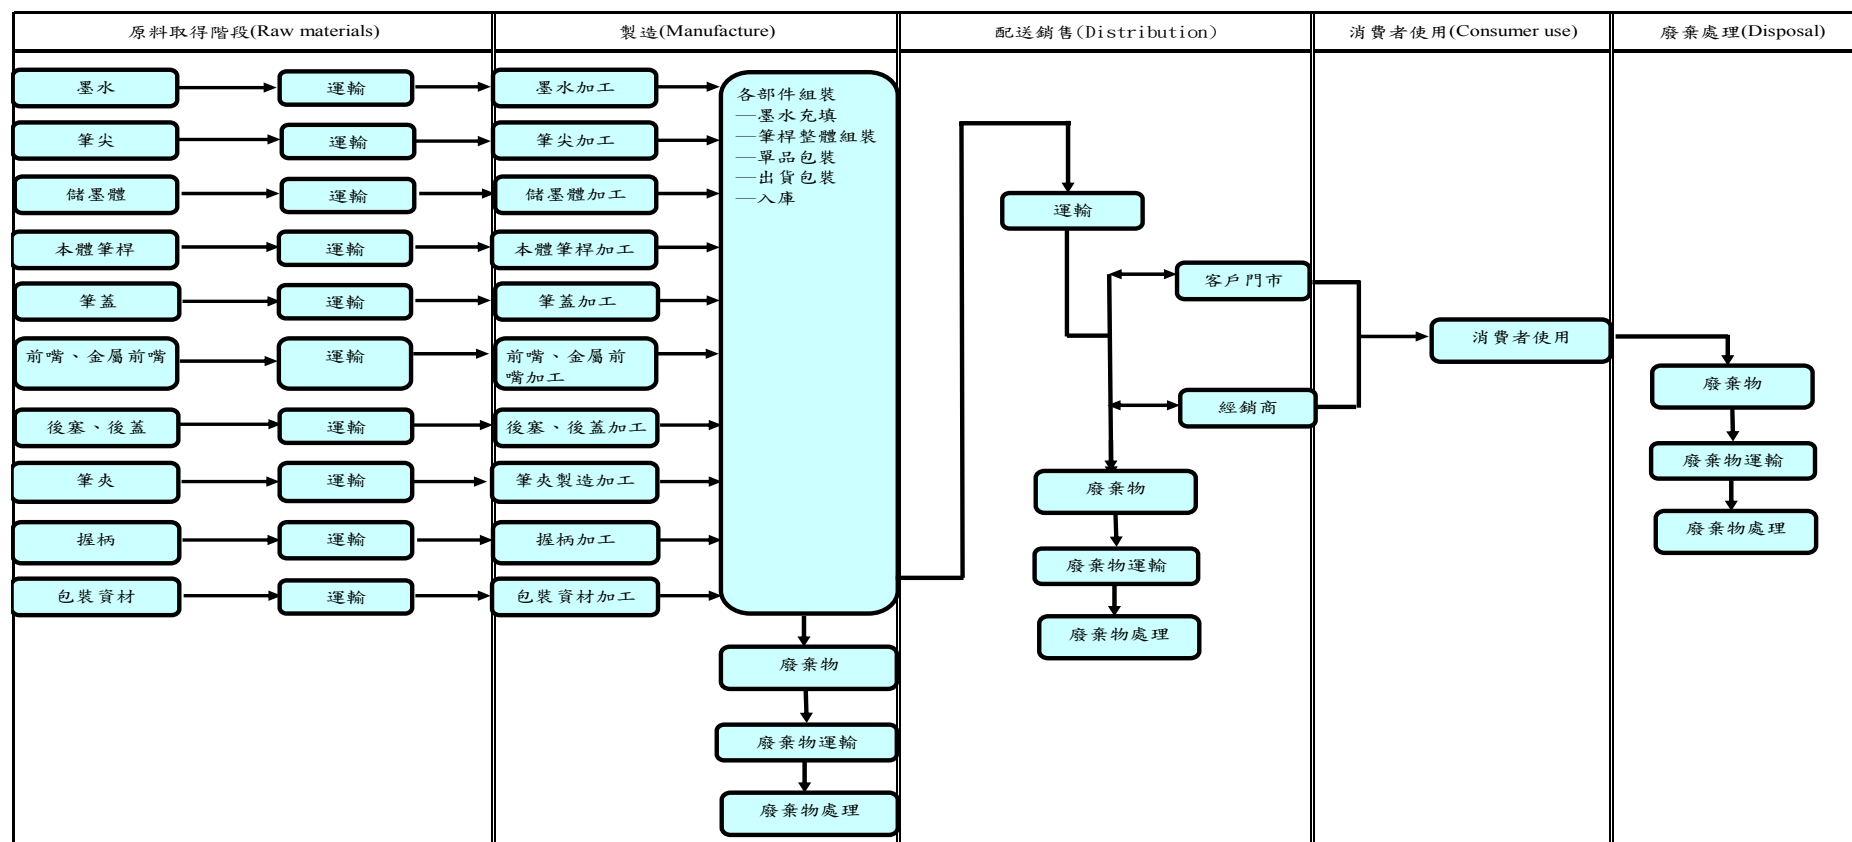 原料取得階段(Raw materials)
製造(Manufacture)
配送銷售(Distribution)
消費者使用(Consumer use)
廢棄處理(Disposal)
墨水
運輸
墨水加工
筆尖
運輸
筆尖加工
儲墨體
運輸
儲墨體加工
本體筆桿
運輸
本體筆桿加工
筆蓋
運輸
筆蓋加工
前嘴、金屬前嘴
運輸
前嘴、金屬前
嘴加工
後塞、後蓋
運輸
後塞、後蓋加工
筆夾
運輸
筆夾製造加工
握柄
運輸
握柄加工
包裝資材
運輸
包裝資材加工
各部件組裝
—墨水充填
—筆桿整體組裝
—單品包裝
—出貨包裝
—入庫
廢棄物
廢棄物運輸
廢棄物處理
運輸
客戶門市
經銷商
廢棄物
廢棄物運輸
廢棄物處理
消費者使用
廢棄物
廢棄物運輸
廢棄物處理